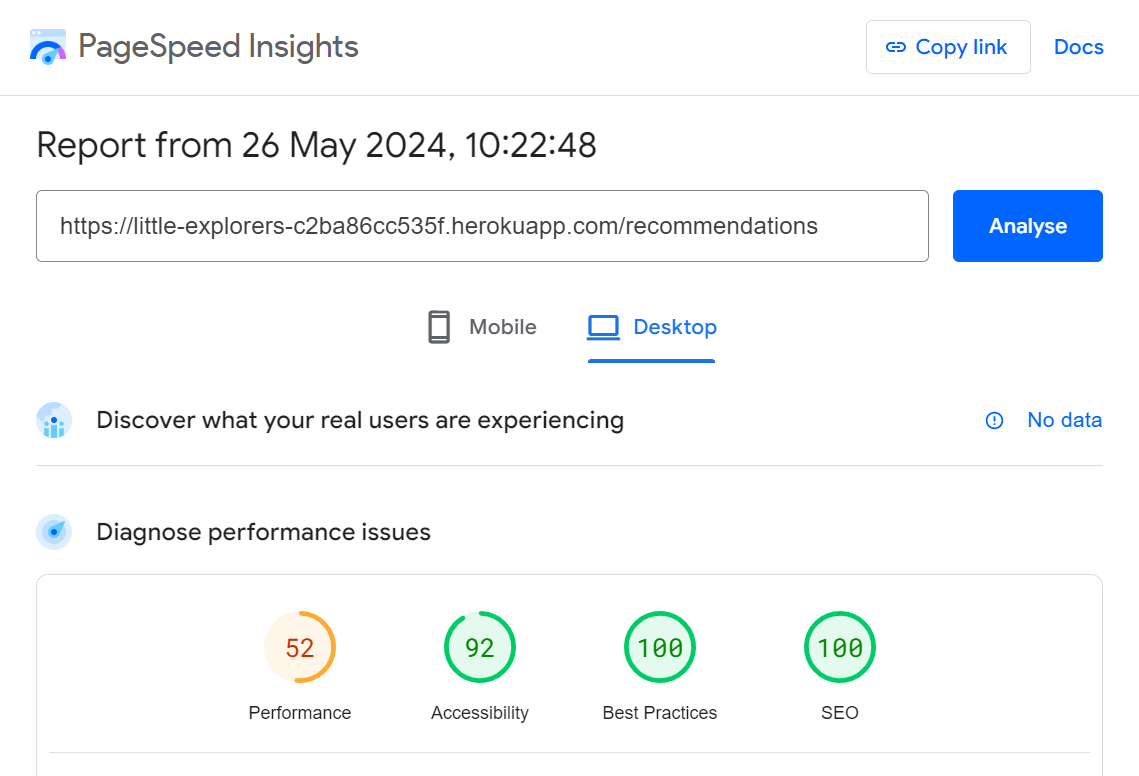 PageSpeed Insights
Copy link
Docs
Report from 26 May 2024, 10:22:48
https://little-explorers-c2ba86cc535f.herokuapp.com/recommendations
Analyse
Mobile
Desktop
Discover what your real users are experiencing
No data
Diagnose performance issues
52
92
100
100
Performance
Accessibility
Best Practices
SEO